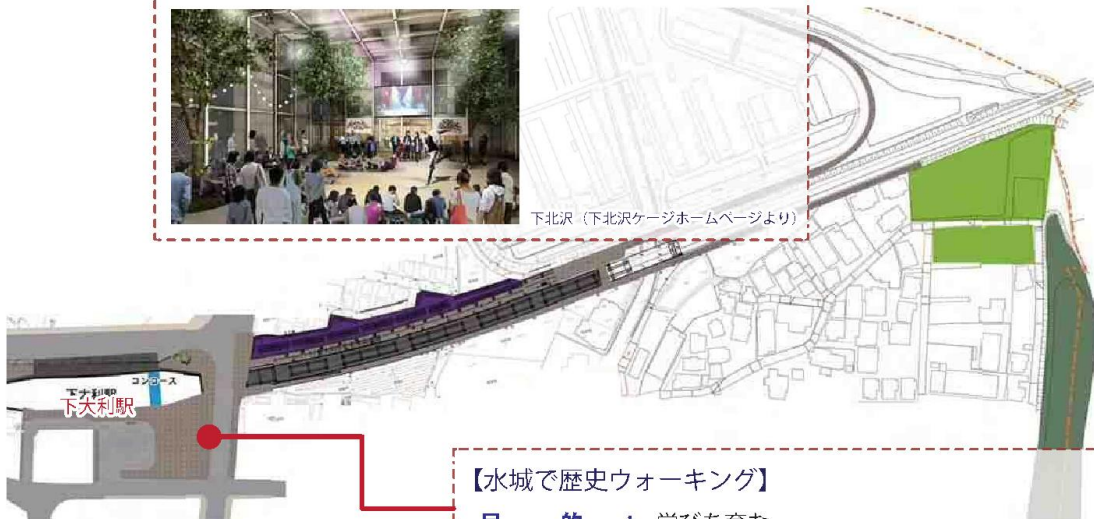 下北沢（下北沢ケージホームページより）
コンコース
下大利駅
下大利駅
【水城で歴史ウォーキング】